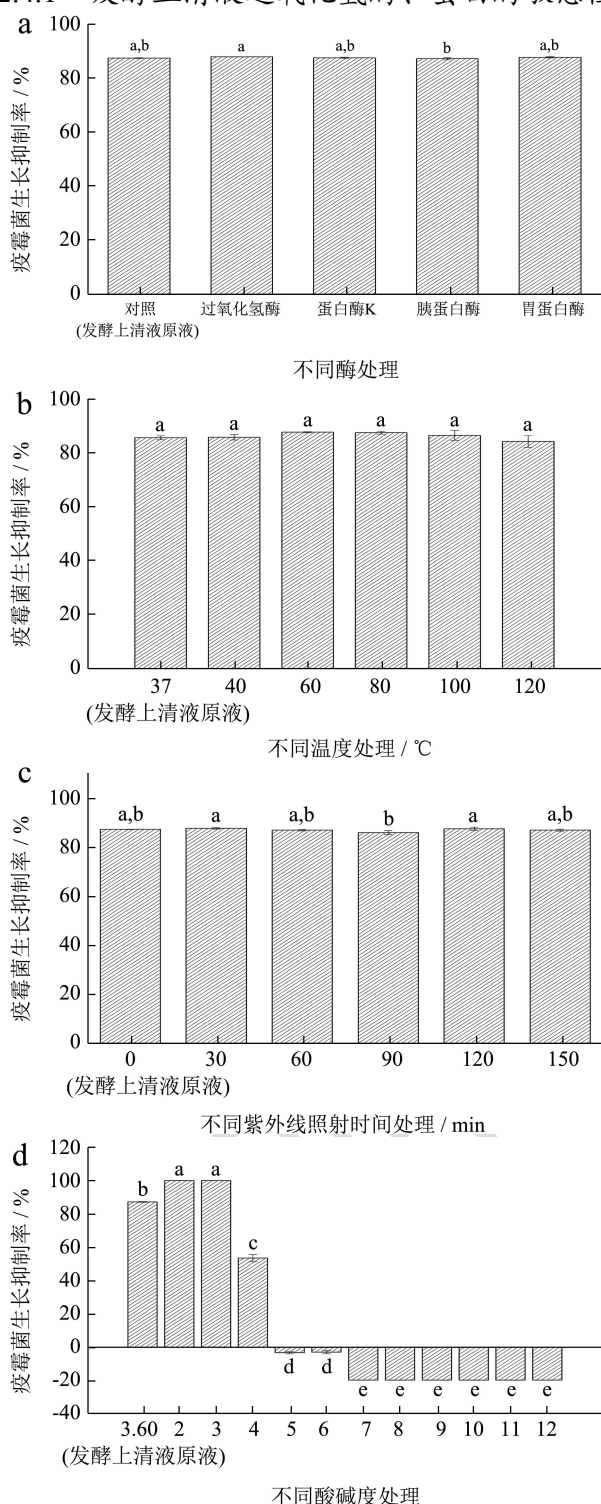 a
疫霉菌生长抑制率 / %
100
80
60
40
20
0
a,b
a
a,b
b
a,b
对照
(发酵上清液原液)
过氧化氢酶
蛋白酶K
胰蛋白酶
胃蛋白酶
不同酶处理
b
疫霉菌生长抑制率 / %
100
80
60
40
20
0
a
a
a
a
a
a
37
40
60
80
100
120
(发酵上清液原液)
不同温度处理 / ℃
c
疫霉菌生长抑制率 / %
100
80
60
40
20
0
a,b
a
a,b
b
a
a,b
0
30
60
90
120
150
(发酵上清液原液)
不同紫外线照射时间处理 / min
d
疫霉菌生长抑制率 / %
120
100
80
60
40
20
0
-20
-40
b
a
a
c
d
d
e
e
e
e
e
e
3.60
2
3
4
5
6
7
8
9
10
11
12
(发酵上清液原液)
不同酸碱度处理